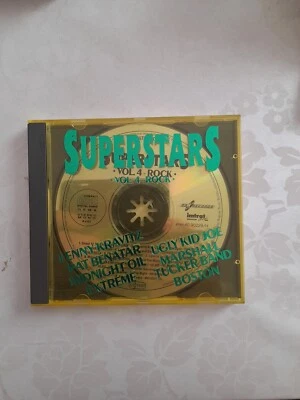 SUPERSTARS
SUPERSTARS
• VOL. 4 - ROCK •
• VOL. 4 - ROCK •
LENNY KRAVITZ
PAT BENATAR
MIDNIGHT OIL
EXTREME
UGLY KID JOE
MARSHALL
TUCKER BAND
BOSTON